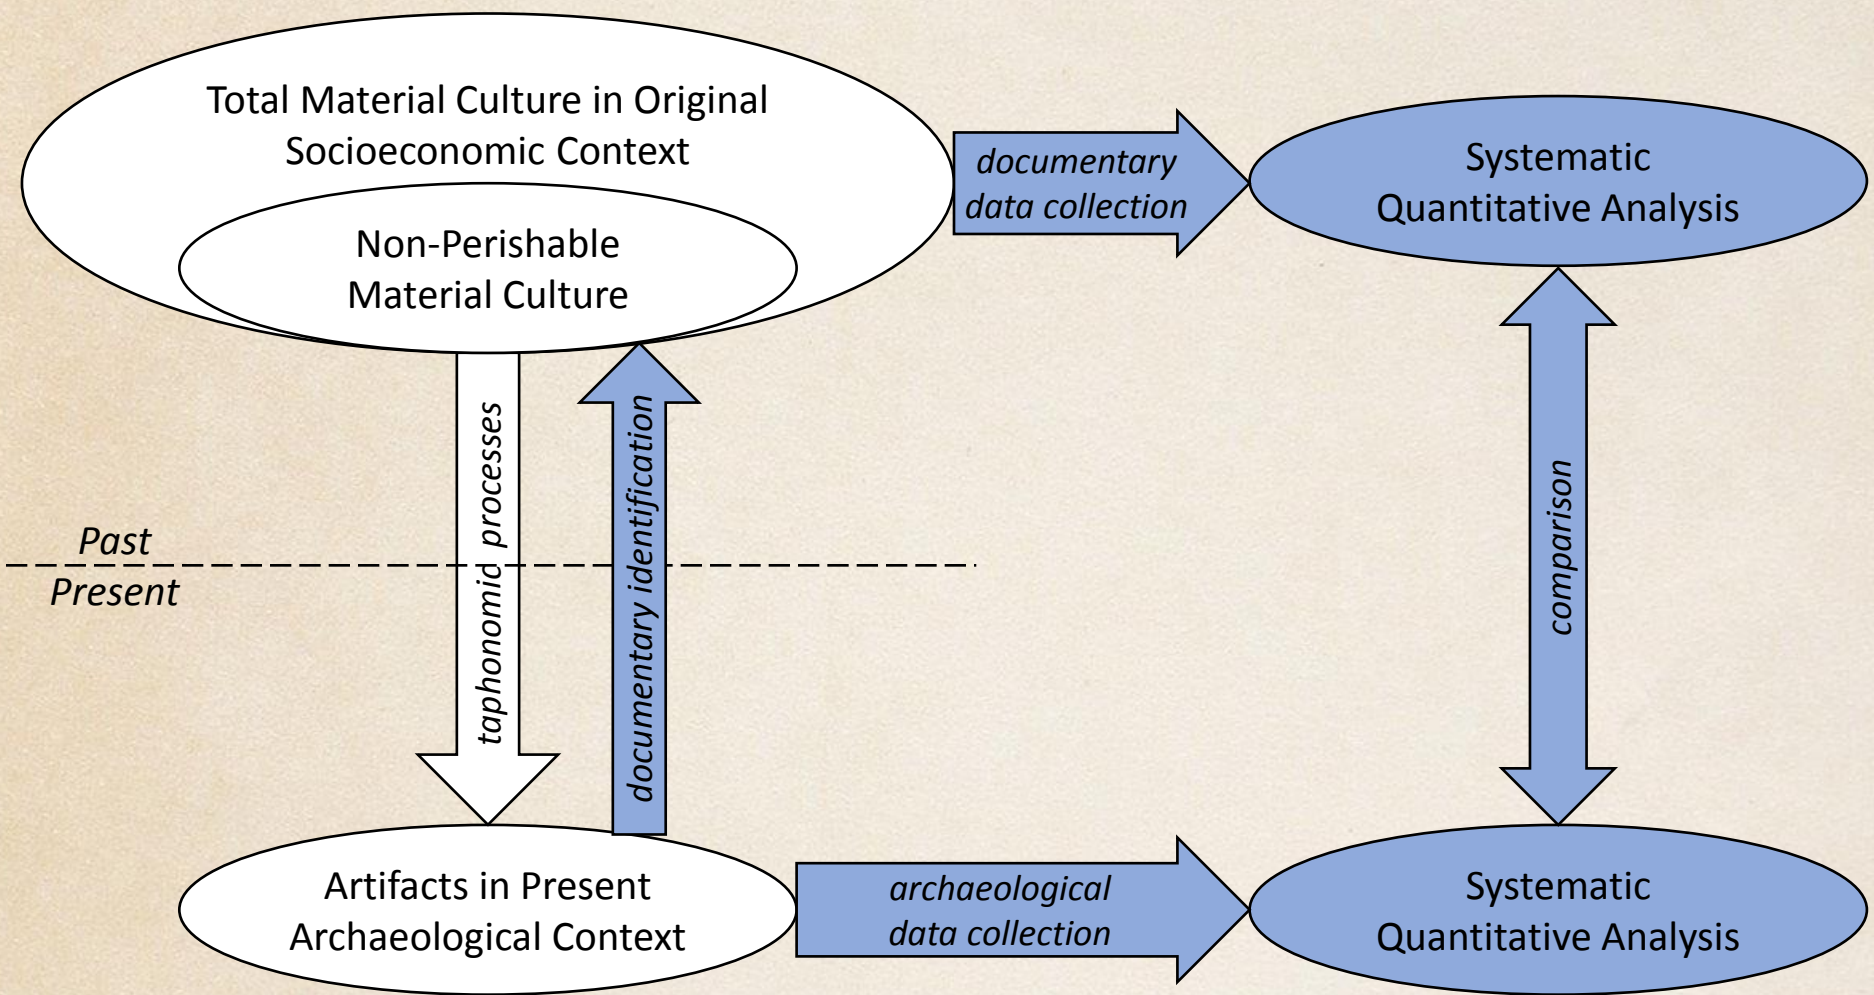 Total Material Culture in Original
Socioeconomic Context
Non-Perishable
Material Culture
documentary
data collection
Systematic
Quantitative Analysis
taphonomic processes
documentary identification
comparison
Past
Present
Artifacts in Present
Archaeological Context
archaeological
data collection
Systematic
Quantitative Analysis